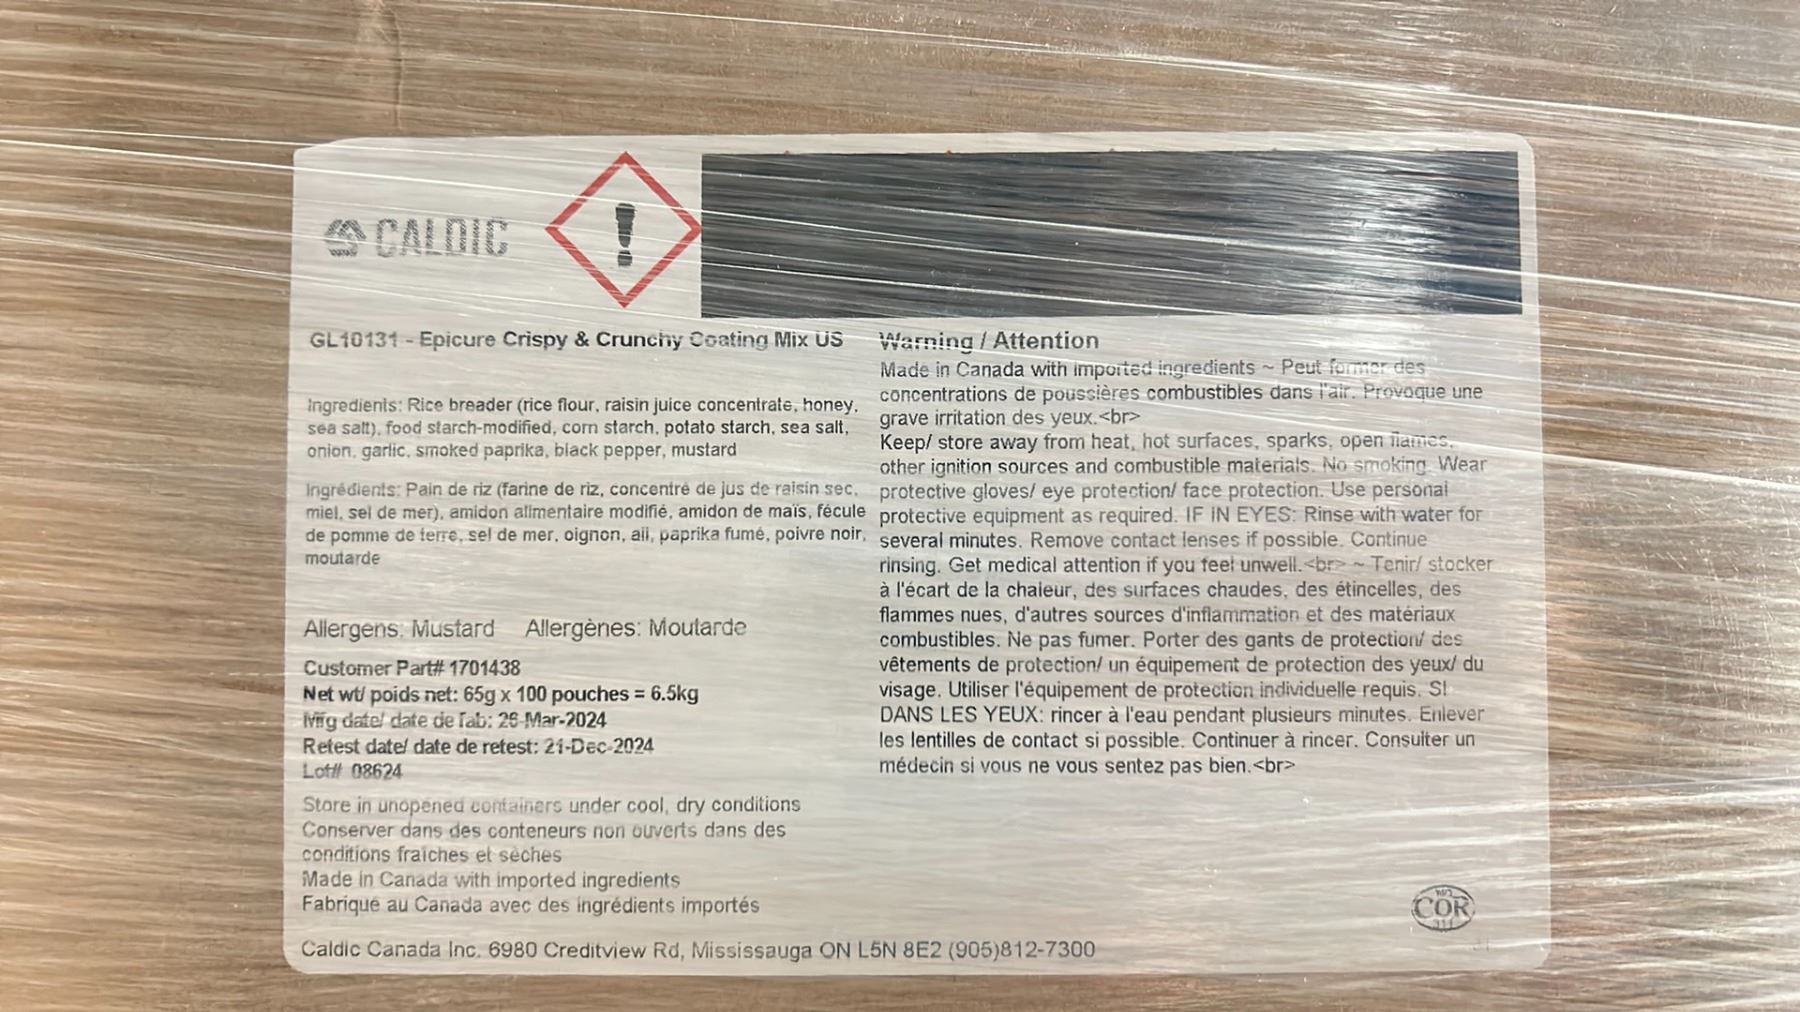 CALDIC
GL10131 - Epicure Crispy & Crunchy Coating Mix US
Ingredients: Rice breader (rice flour, raisin juice concentrate, honey,
sea salt), food starch-modified, corn starch, potato starch, sea salt,
onion, garlic, smoked paprika, black pepper, mustard
Ingrédients: Pain de riz (farine de riz, concentré de jus de raisin sec,
miel, sel de mer), amidon alimentaire modifié, amidon de maïs, fécule
de pomme de terre, sel de mer, oignon, ail, paprika fumé, poivre noir,
moutarde
Allergens: Mustard Allergènes: Moutarde
Customer Part# 1701438
Net wt/ poids net: 65g x 100 pouches = 6.5kg
Mfg date/ date de fab: 26-Mar-2024
Retest date/ date de retest: 21-Dec-2024
Lot# 08624
Store in unopened containers under cool, dry conditions
Conserver dans des conteneurs non ouverts dans des
conditions fraîches et sèches
Made in Canada with imported ingredients
Fabriqué au Canada avec des ingrédients importés
Warning / Attention
Made in Canada with imported ingredients ~ Peut former des
concentrations de poussières combustibles dans l'air. Provoque une
grave irritation des yeux.<br>
Keep/ store away from heat, hot surfaces, sparks, open flames,
other ignition sources and combustible materials. No smoking. Wear
protective gloves/ eye protection/ face protection. Use personal
protective equipment as required. IF IN EYES: Rinse with water for
several minutes. Remove contact lenses if possible. Continue
rinsing. Get medical attention if you feel unwell.<br> ~ Tenir/ stocker
à l'écart de la chaleur, des surfaces chaudes, des étincelles, des
flammes nues, d'autres sources d'inflammation et des matériaux
combustibles. Ne pas fumer. Porter des gants de protection/ des
vêtements de protection/ un équipement de protection des yeux/ du
visage. Utiliser l'équipement de protection individuelle requis. SI
DANS LES YEUX: rincer à l'eau pendant plusieurs minutes. Enlever
les lentilles de contact si possible. Continuer à rincer. Consulter un
médecin si vous ne vous sentez pas bien.<br>
COR
311
Caldic Canada Inc. 6980 Creditview Rd, Mississauga ON L5N 8E2 (905)812-7300